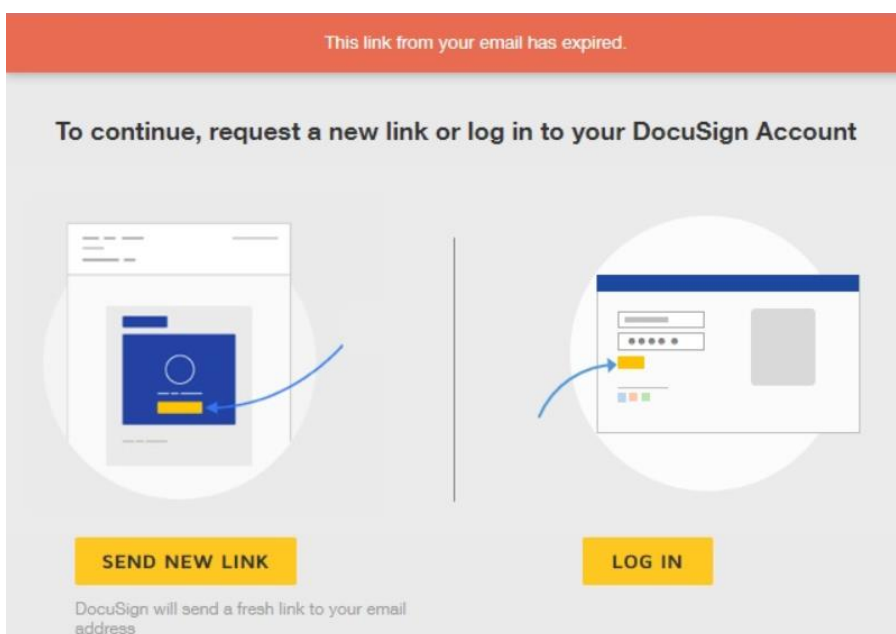 This link from your email has expired.
To continue, request a new link or log in to your DocuSign Account
SEND NEW LINK
DocuSign will send a fresh link to your email
address
LOG IN